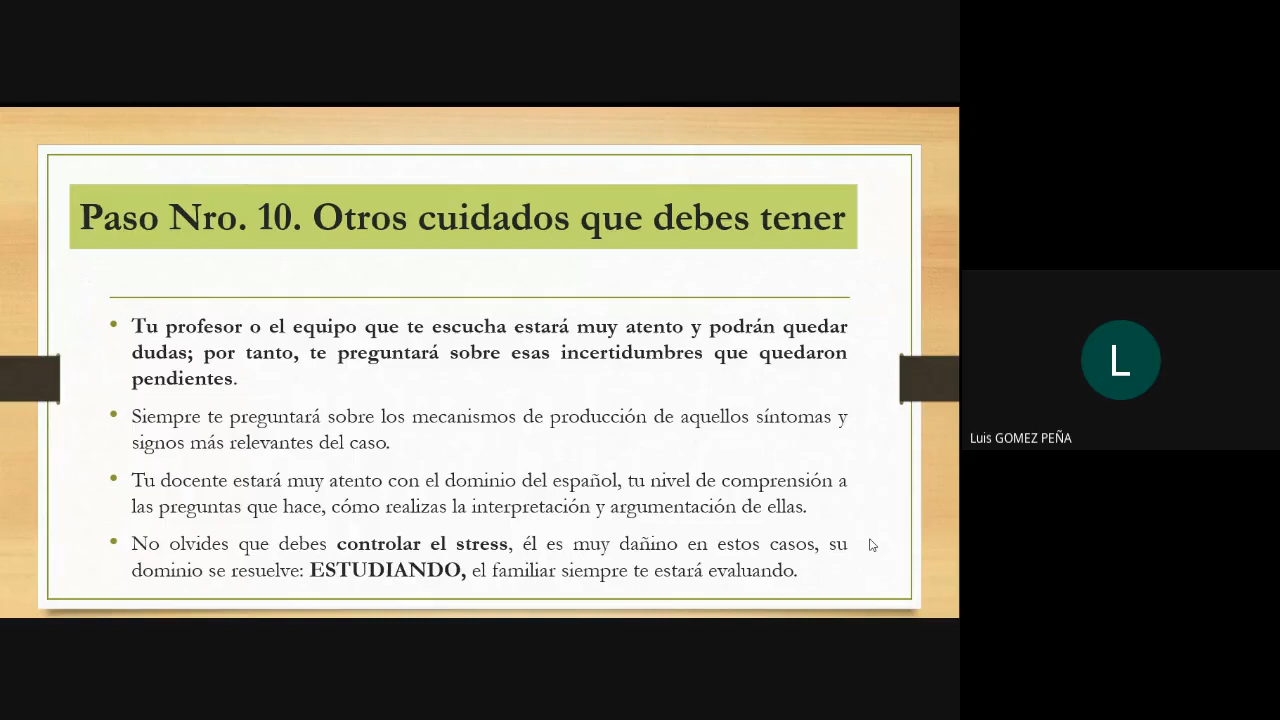 Paso Nro. 10. Otros cuidados que debes tener
• Tu profesor o el equipo que te escucha estará muy atento y podrán quedar
dudas; por tanto, te preguntará sobre esas incertidumbres que quedaron
pendientes.
• Siempre te preguntará sobre los mecanismos de producción de aquellos síntomas y
signos más relevantes del caso.
• Tu docente estará muy atento con el dominio del español, tu nivel de comprensión a
las preguntas que hace, cómo realizas la interpretación y argumentación de ellas.
• No olvides que debes controlar el stress, él es muy dañino en estos casos, su
dominio se resuelve: ESTUDIANDO, el familiar siempre te estará evaluando.
L
Luis GOMEZ PEÑA